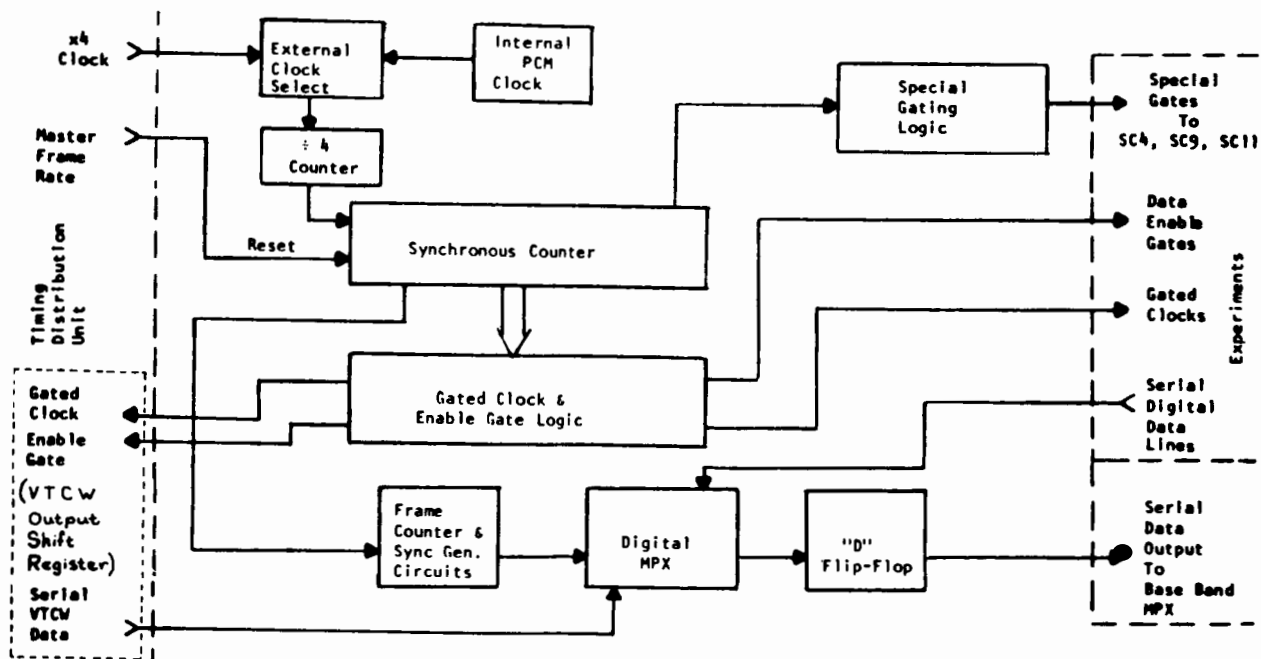 x4
Clock
External
Clock
Select
Internal
PCM
Clock
Special
Gating
Logic
Special
Gates
To
SC4, SC9, SC11
Master
Frame
Rate
÷ 4
Counter
Reset
Synchronous Counter
Data
Enable
Gates
Gated
Clocks
Experiments
Timing
Distribution
Unit
Gated Clock &
Enable Gate Logic
Gated
Clock
Enable
Gate
(VTCW
Output
Shift
Register)
Serial
VTCW
Data
Serial
Digital
Data
Lines
Frame
Counter &
Sync Gen.
Circuits
Digital
MPX
"D"
Flip-Flop
Serial
Data
Output
To
Base Band
MPX